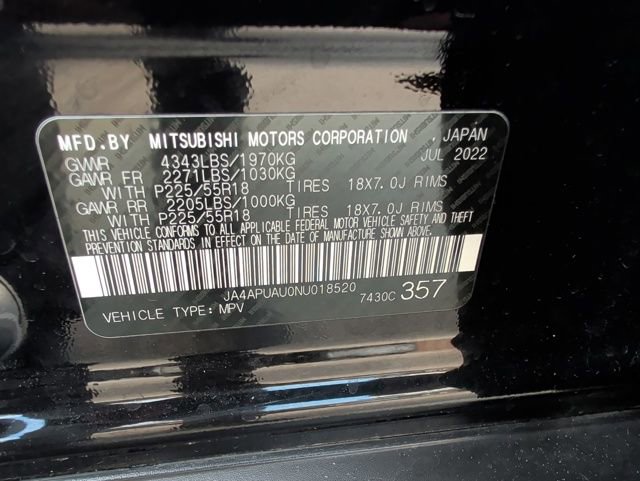 MFD.BY MITSUBISHI MOTORS CORPORATION , JAPAN
GVWR 4343LBS/1970KG JUL 2022
GAWR FR 2271LBS/1030KG
WITH P225/55R18 TIRES 18X7.0J RIMS
GAWR RR 2205LBS/1000KG
WITH P225/55R18 TIRES 18X7.0J RIMS
THIS VEHICLE CONFORMS TO ALL APPLICABLE FEDERAL MOTOR VEHICLE SAFETY AND THEFT
PREVENTION STANDARDS IN EFFECT ON THE DATE OF MANUFACTURE SHOWN ABOVE.
JA4APUAU0NU018520 7430C 357
VEHICLE TYPE: MPV